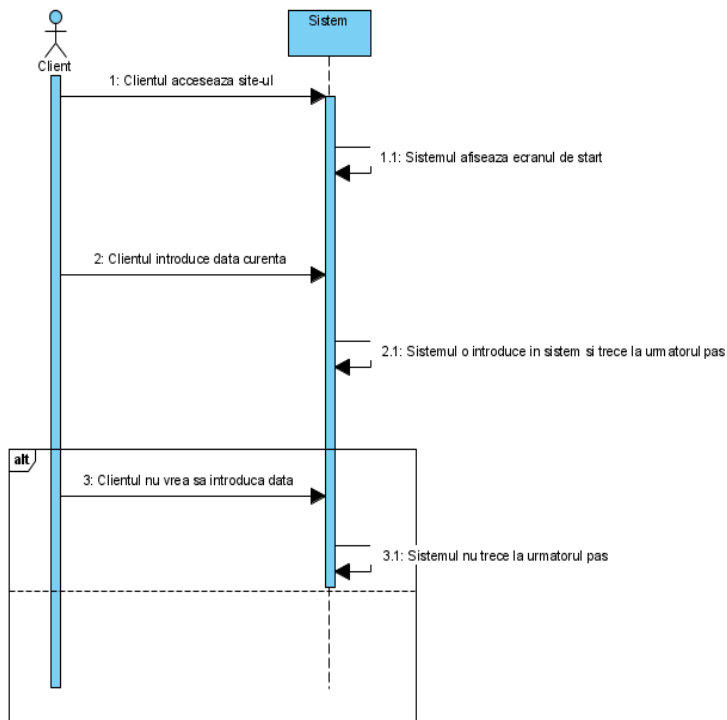 Sistem
Client
1: Clientul acceseaza site-ul
1.1: Sistemul afiseaza ecranul de start
2: Clientul introduce data curenta
2.1: Sistemul o introduce in sistem si trece la urmatorul pas
alt
3: Clientul nu vrea sa introduca data
3.1: Sistemul nu trece la urmatorul pas